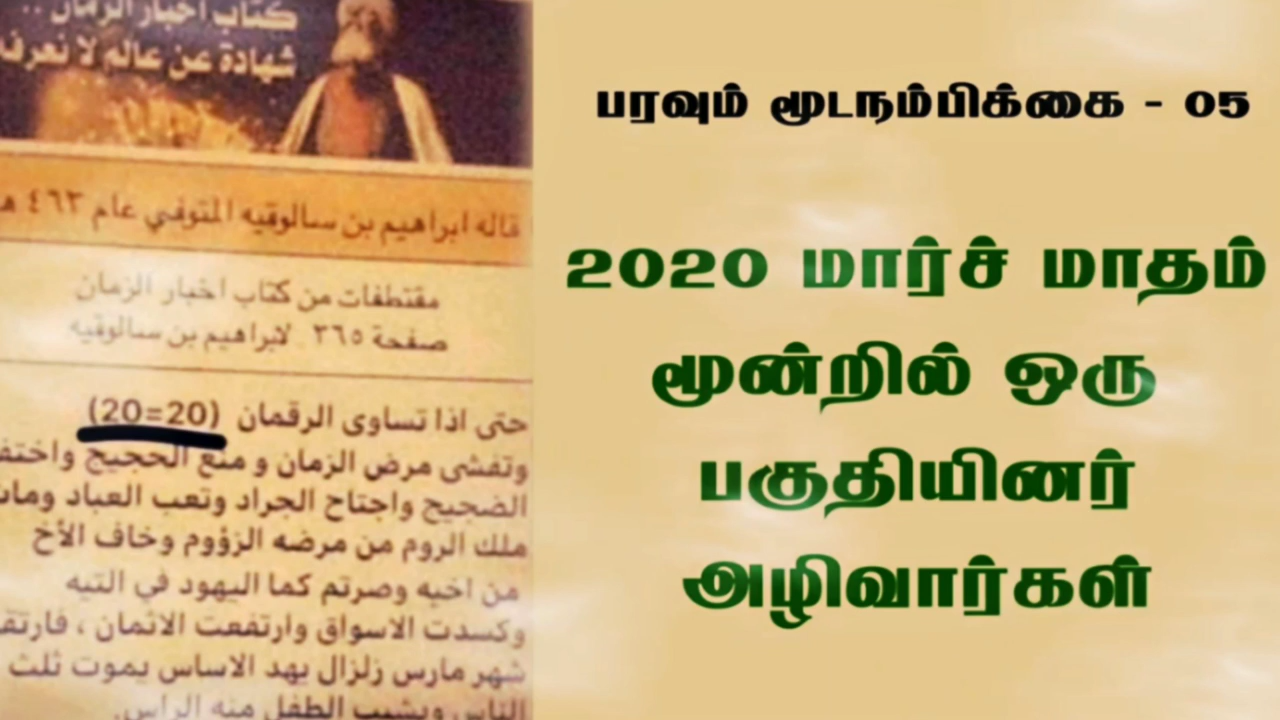 كتاب اخبار الزمان ..
شهادة عن عالم لا نعرفه
قاله ابراهيم بن سالوقيه المتوفي عام ٤٦٣ ه
مقتطفات من كتاب اخبار الزمان
صفحة ٣٦٥ لابراهيم بن سالوقيه
حتى اذا تساوى الرقمان (20=20)
وتفشى مرض الزمان و منع الحجيج واختف
الضجيج واجتاح الجراد وتعب العباد ومات
ملك الروم من مرضه الزؤوم وخاف الأخ
من اخيه وصرتم كما اليهود في التيه
وكسدت الاسواق وارتفعت الاثمان ، فارتق
شهر مارس زلزال يهد الاساس يموت ثلث
الناس ويشيب الطفل منه الراس.
பரவும் மூடநம்பிக்கை - 05
2020 மார்ச் மாதம்
மூன்றில் ஒரு
பகுதியினர்
அழிவார்கள்